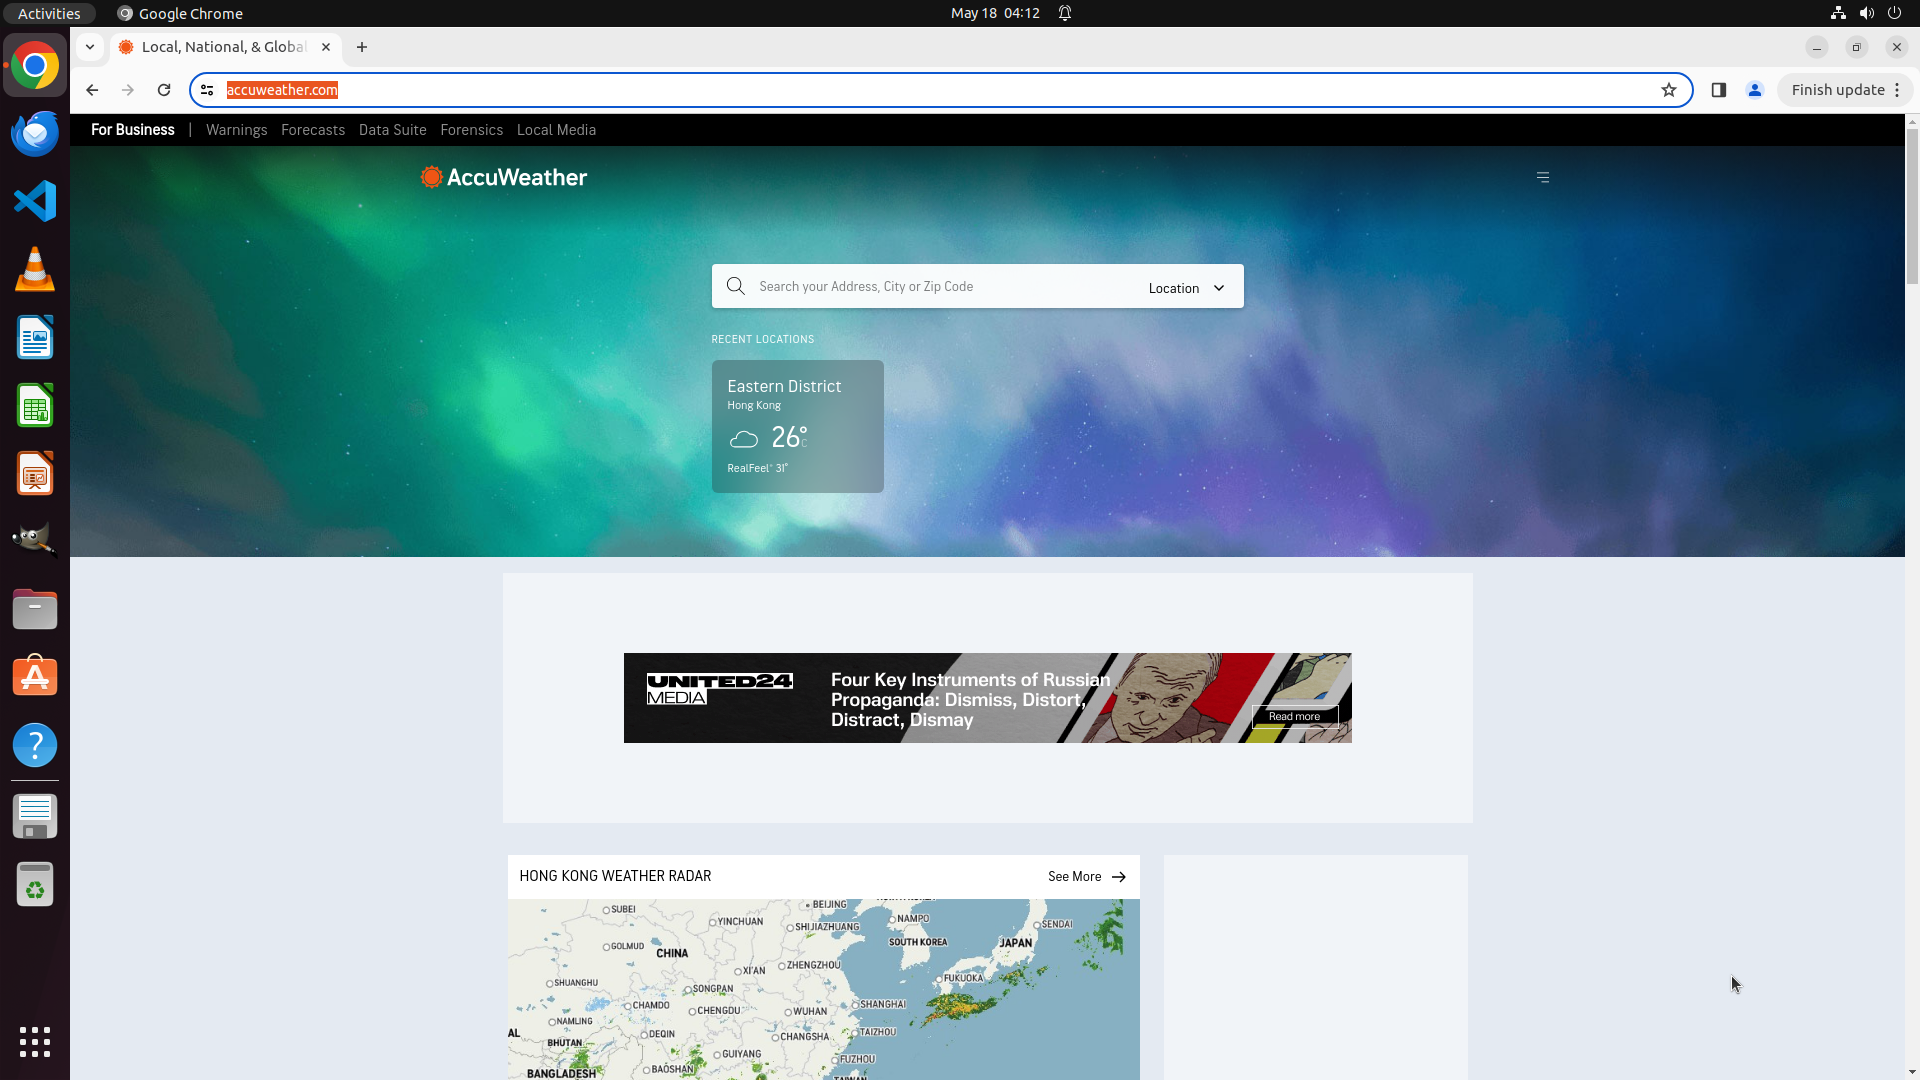 Activities
Google Chrome
May 18 04:12
Local, National, & Global
accuweather.com
Finish update
For Business | Warnings Forecasts Data Suite Forensics Local Media
AccuWeather
Search your Address, City or Zip Code
Location
RECENT LOCATIONS
Eastern District
Hong Kong
26°C
RealFeel® 31°
UNITED24
MEDIA
Four Key Instruments of Russian
Propaganda: Dismiss, Distort,
Distract, Dismay
Read more
HONG KONG WEATHER RADAR
See More
SUBEI
BEIJING
YINCHUAN
SHIJIAZHUANG
NAMPO
SENDAI
GOLMUD
CHINA
SOUTH KOREA
JAPAN
XI'AN
ZHENGZHOU
SHUANGHU
SONGPAN
FUKUOKA
CHAMDO
CHENGDU
WUHAN
SHANGHAI
NAMLING
DEQIN
CHANGSHA
TAIZHOU
AL
BHUTAN
GUIYANG
FUZHOU
BANGLADESH
BAOSHAN
TAIWAN